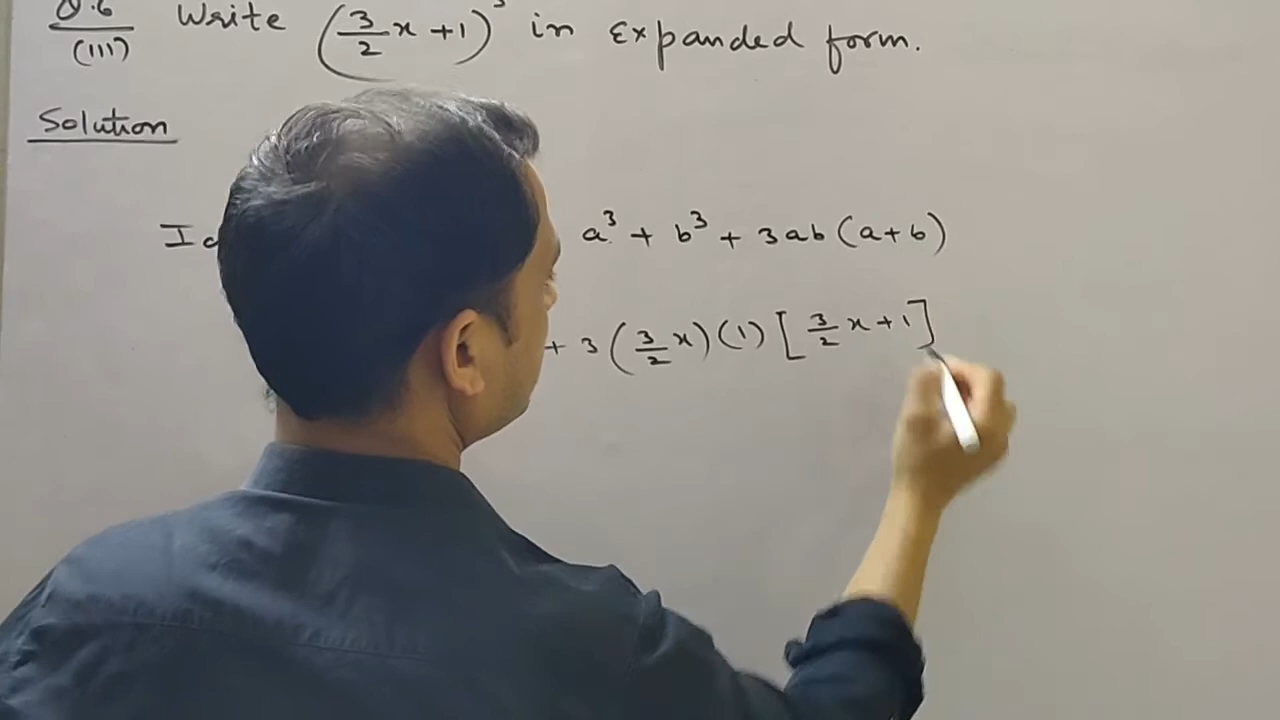 Q.6 Write (3/2 x + 1)³ in Expanded form.
(III)
Solution
a³ + b³ + 3ab(a+b)
+ 3(3/2 x)(1)[3/2 x + 1]